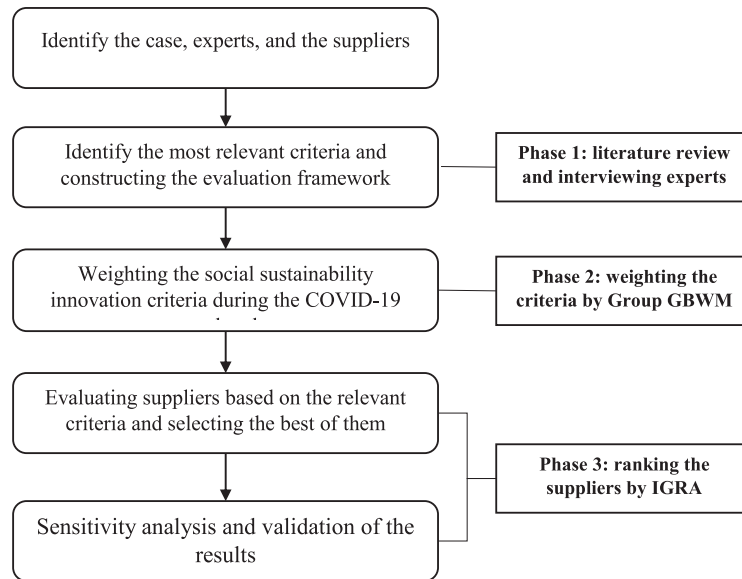 Identify the case, experts, and the suppliers
Identify the most relevant criteria and
constructing the evaluation framework
Phase 1: literature review
and interviewing experts
Weighting the social sustainability
innovation criteria during the COVID-19
Phase 2: weighting the
criteria by Group GBWM
Evaluating suppliers based on the relevant
criteria and selecting the best of them
Phase 3: ranking the
suppliers by IGRA
Sensitivity analysis and validation of the
results